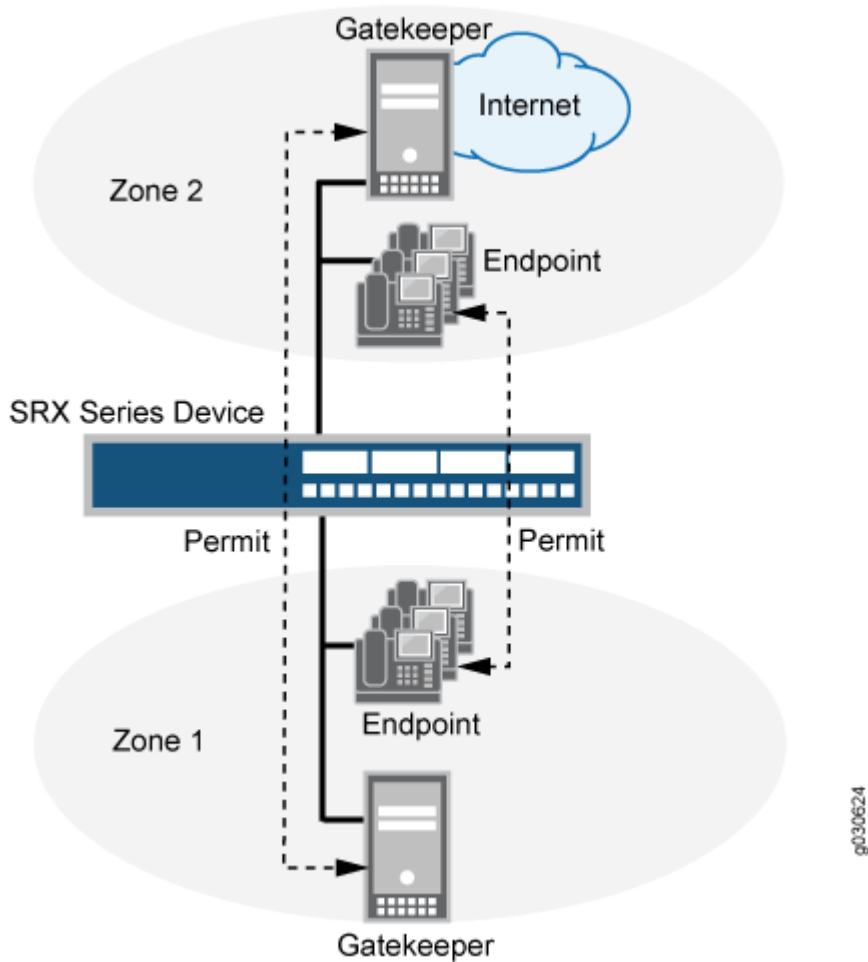 Gatekeeper
Internet
Zone 2
Endpoint
SRX Series Device
Permit
Permit
Endpoint
Zone 1
Gatekeeper
g030624